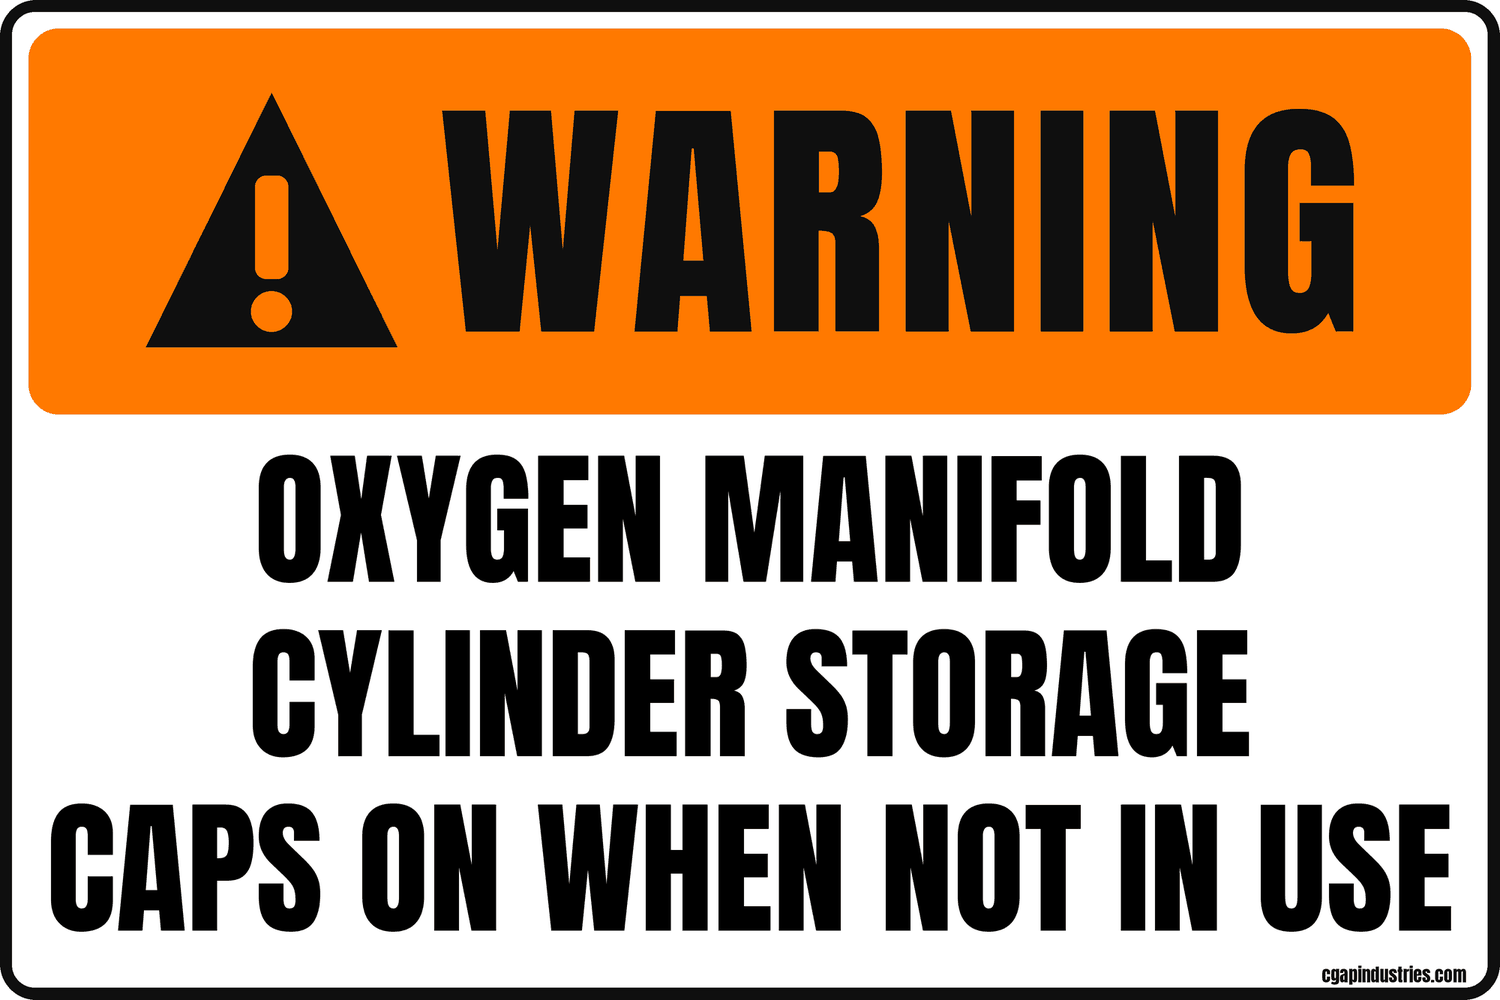 WARNING
OXYGEN MANIFOLD
CYLINDER STORAGE
CAPS ON WHEN NOT IN USE
cgapindustries.com